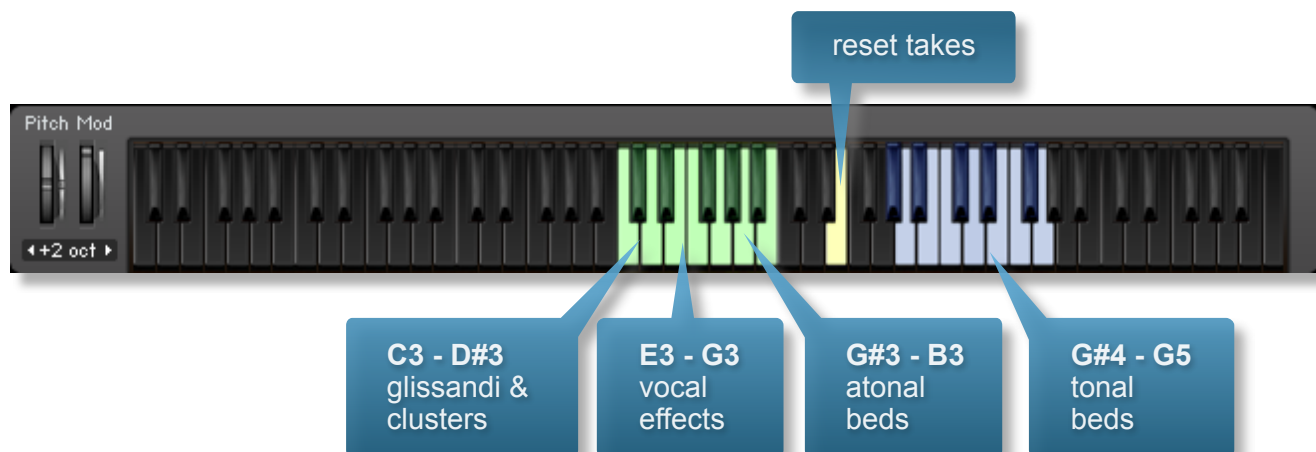 reset takes
Pitch Mod
+2 oct
C3 - D#3
glissandi &
clusters
E3 - G3
vocal
effects
G#3 - B3
atonal
beds
G#4 - G5
tonal
beds